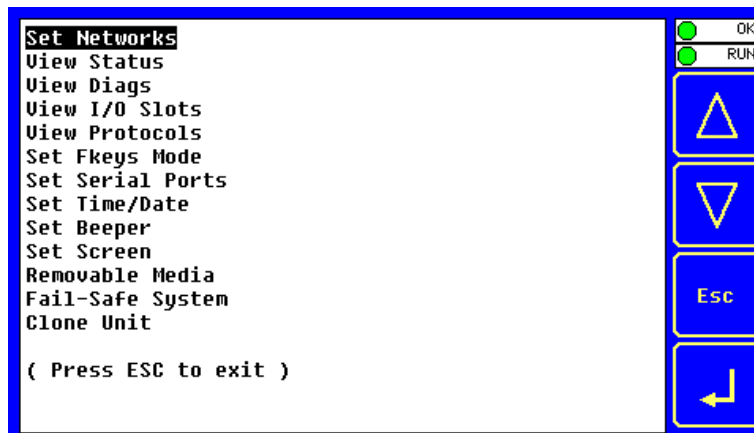 Set Networks
View Status
View Diags
View I/O Slots
View Protocols
Set Fkeys Mode
Set Serial Ports
Set Time/Date
Set Beeper
Set Screen
Removable Media
Fail-Safe System
Clone Unit
( Press ESC to exit )
OK
RUN
Esc